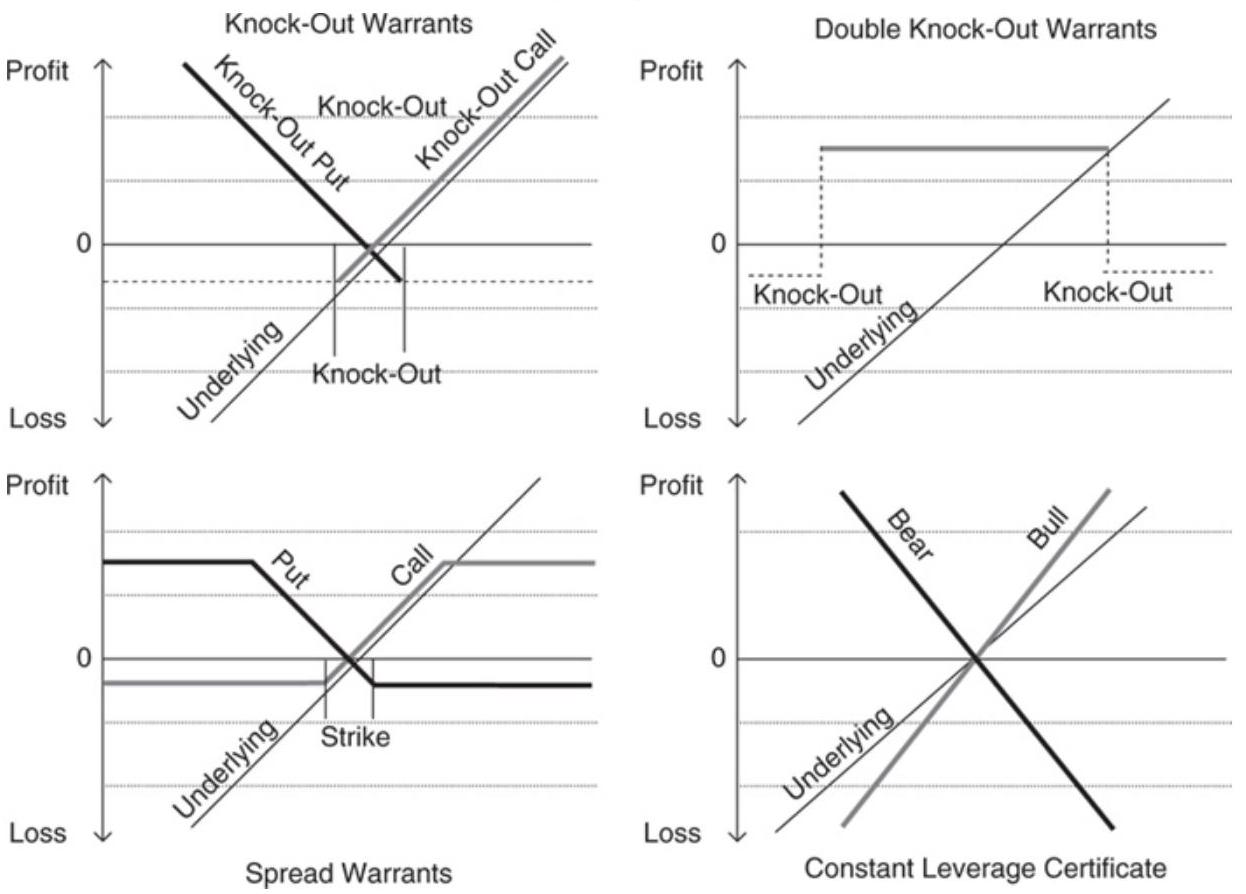 Knock-Out Warrants
Profit
Knock-Out Put
Knock-Out
Knock-Out Call
0
Underlying
Knock-Out
Loss
Double Knock-Out Warrants
Profit
0
Knock-Out
Knock-Out
Underlying
Loss
Profit
Put
Call
0
Strike
Underlying
Loss
Spread Warrants
Profit
Bear
Bull
0
Underlying
Loss
Constant Leverage Certificate